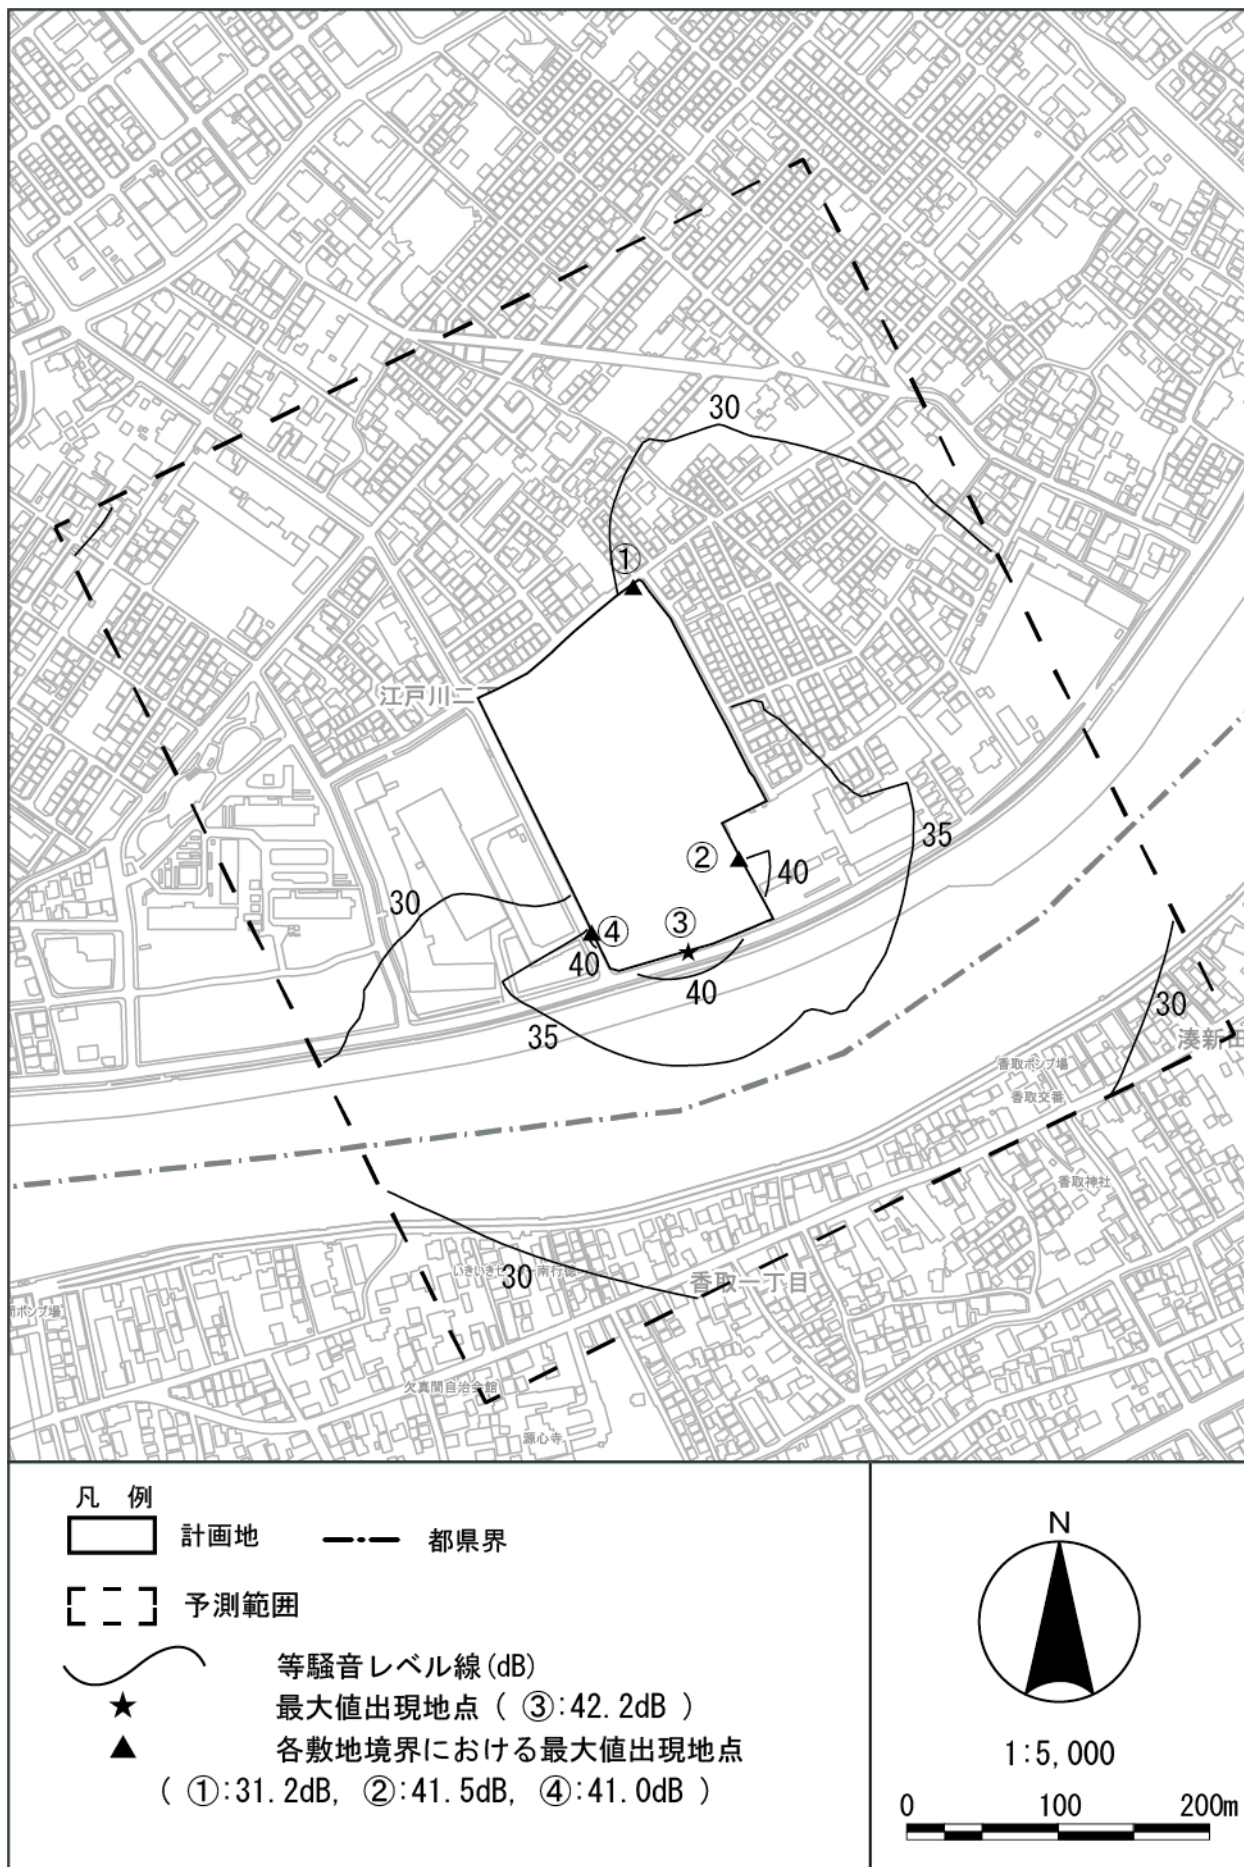 30
①
江戸川二
35
②
40
30
③
④
40
40
30
35
湊新田
香取ポンプ場
香取交番
香取神社
30
香取一丁目
欠真間自治会館
源心寺
凡 例
計画地
都県界
予測範囲
等騒音レベル線(dB)
最大値出現地点 ( ③:42.2dB )
各敷地境界における最大値出現地点
( ①:31.2dB, ②:41.5dB, ④:41.0dB )
N
1:5,000
0 100 200m